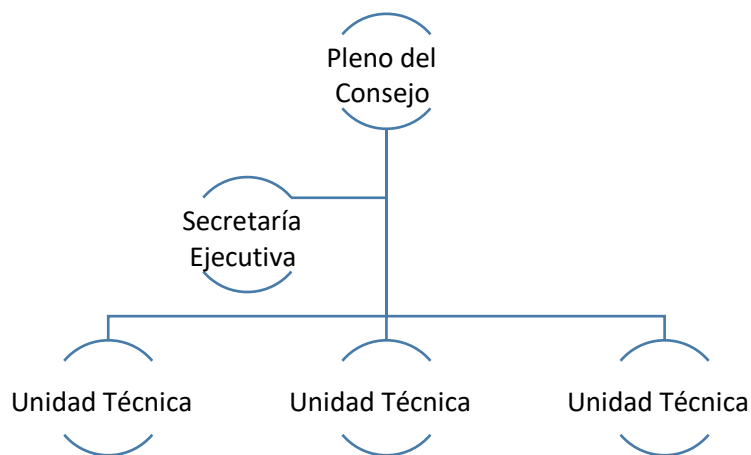 Pleno del
Consejo
Secretaría
Ejecutiva
Unidad Técnica
Unidad Técnica
Unidad Técnica